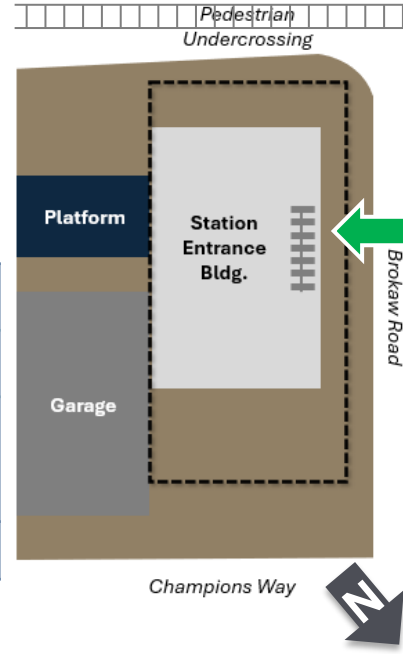 Pedestrian
Undercrossing
Platform
Station
Entrance
Bldg.
Brokaw Road
Garage
Champions Way
N